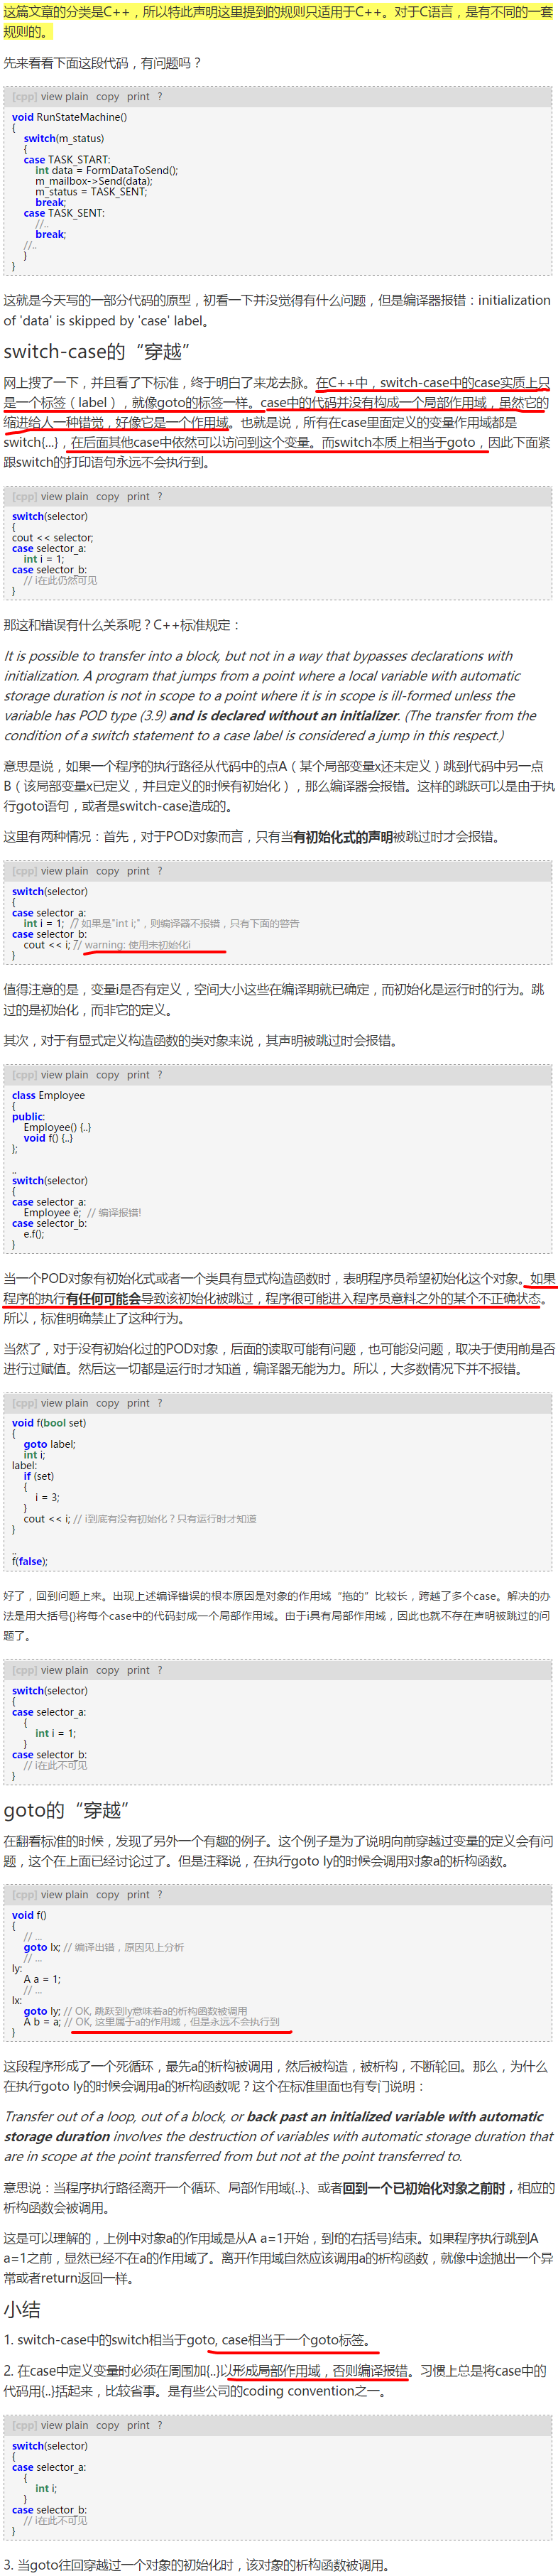 这篇文章的分类是C++，所以特此声明这里提到的规则只适用于C++。对于C语言，是有不同的一套
规则的。
先来看看下面这段代码，有问题吗？
[cpp] view plain copy print ?
void RunStateMachine()
{
switch(m_status)
{
case TASK_START:
int data = FormDataToSend();
m_mailbox->Send(data);
m_status = TASK_SENT;
break;
case TASK_SENT:
//..
break;
//..
}
}
这就是今天写的一部分代码的原型，初看一下并没觉得有什么问题，但是编译器报错：initialization
of 'data' is skipped by 'case' label。
switch-case的“穿越”
网上搜了一下，并且看了下标准，终于明白了来龙去脉。在C++中，switch-case中的case实质上只
是一个标签（label），就像goto的标签一样。case中的代码并没有构成一个局部作用域，虽然它的
缩进给人一种错觉，好像它是一个作用域。也就是说，所有在case里面定义的变量作用域都是
switch{...}，在后面其他case中依然可以访问到这个变量。而switch本质上相当于goto，因此下面紧
跟switch的打印语句永远不会执行到。
[cpp] view plain copy print ?
switch(selector)
{
cout << selector;
case selector_a:
int i = 1;
case selector_b:
// i在此仍然可见
}
那这和错误有什么关系呢？C++标准规定：
It is possible to transfer into a block, but not in a way that bypasses declarations with
initialization. A program that jumps from a point where a local variable with automatic
storage duration is not in scope to a point where it is in scope is ill-formed unless the
variable has POD type (3.9) and is declared without an initializer. (The transfer from the
condition of a switch statement to a case label is considered a jump in this respect.)
意思是说，如果一个程序的执行路径从代码中的点A（某个局部变量x还未定义）跳到代码中另一点
B（该局部变量x已定义，并且定义的时候有初始化），那么编译器会报错。这样的跳跃可以是由于执
行goto语句，或者是switch-case造成的。
这里有两种情况：首先，对于POD对象而言，只有当有初始化式的声明被跳过时才会报错。
[cpp] view plain copy print ?
switch(selector)
{
case selector_a:
int i = 1; // 如果是"int i;"，则编译器不报错，只有下面的警告
case selector_b:
cout << i; // warning: 使用未初始化i
}
值得注意的是，变量i是否有定义，空间大小这些在编译期就已确定，而初始化是运行时的行为。跳
过的是初始化，而非它的定义。
其次，对于有显式定义构造函数的类对象来说，其声明被跳过时会报错。
[cpp] view plain copy print ?
class Employee
{
public:
Employee() {..}
void f() {..}
};
..
switch(selector)
{
case selector_a:
Employee e; // 编译报错!
case selector_b:
e.f();
}
当一个POD对象有初始化式或者一个类具有显式构造函数时，表明程序员希望初始化这个对象。如果
程序的执行有任何可能会导致该初始化被跳过，程序很可能进入程序员意料之外的某个不正确状态。
所以，标准明确禁止了这种行为。
当然了，对于没有初始化过的POD对象，后面的读取可能有问题，也可能没问题，取决于使用前是否
进行过赋值。然后这一切都是运行时才知道，编译器无能为力。所以，大多数情况下并不报错。
[cpp] view plain copy print ?
void f(bool set)
{
goto label;
int i;
label:
if (set)
{
i = 3;
}
cout << i; // i到底有没有初始化？只有运行时才知道
}
..
f(false);
好了，回到问题上来。出现上述编译错误的根本原因是对象的作用域“拖的”比较长，跨越了多个case。解决的办
法是用大括号{}将每个case中的代码封成一个局部作用域。由于i具有局部作用域，因此也就不存在声明被跳过的问
题了。
[cpp] view plain copy print ?
switch(selector)
{
case selector_a:
{
int i = 1;
}
case selector_b:
// i在此不可见
}
goto的“穿越”
在翻看标准的时候，发现了另外一个有趣的例子。这个例子是为了说明向前穿越过变量的定义会有问
题，这个在上面已经讨论过了。但是注释说，在执行goto ly的时候会调用对象a的析构函数。
[cpp] view plain copy print ?
void f()
{
// ...
goto lx; // 编译出错，原因见上分析
// ...
ly:
A a = 1;
// ...
lx:
goto ly; // OK, 跳跃到ly意味着a的析构函数被调用
A b = a; // OK, 这里属于a的作用域，但是永远不会执行到
}
这段程序形成了一个死循环，最先a的析构被调用，然后被构造，被析构，不断轮回。那么，为什么
在执行goto ly的时候会调用a的析构函数呢？这个在标准里面也有专门说明：
Transfer out of a loop, out of a block, or back past an initialized variable with automatic
storage duration involves the destruction of variables with automatic storage duration that
are in scope at the point transferred from but not at the point transferred to.
意思说：当程序执行路径离开一个循环、局部作用域{..}、或者回到一个已初始化对象之前时，相应的
析构函数会被调用。
这是可以理解的，上例中对象a的作用域是从A a=1开始，到f的右括号}结束。如果程序执行跳到A
a=1之前，显然已经不在a的作用域了。离开作用域自然应该调用a的析构函数，就像中途抛出一个异
常或者return返回一样。
小结
1. switch-case中的switch相当于goto, case相当于一个goto标签。
2. 在case中定义变量时必须在周围加{..}以形成局部作用域，否则编译报错。习惯上总是将case中的
代码用{..}括起来，比较省事。是有些公司的coding convention之一。
[cpp] view plain copy print ?
switch(selector)
{
case selector_a:
{
int i;
}
case selector_b:
// i在此不可见
}
3. 当goto往回穿越过一个对象的初始化时，该对象的析构函数被调用。